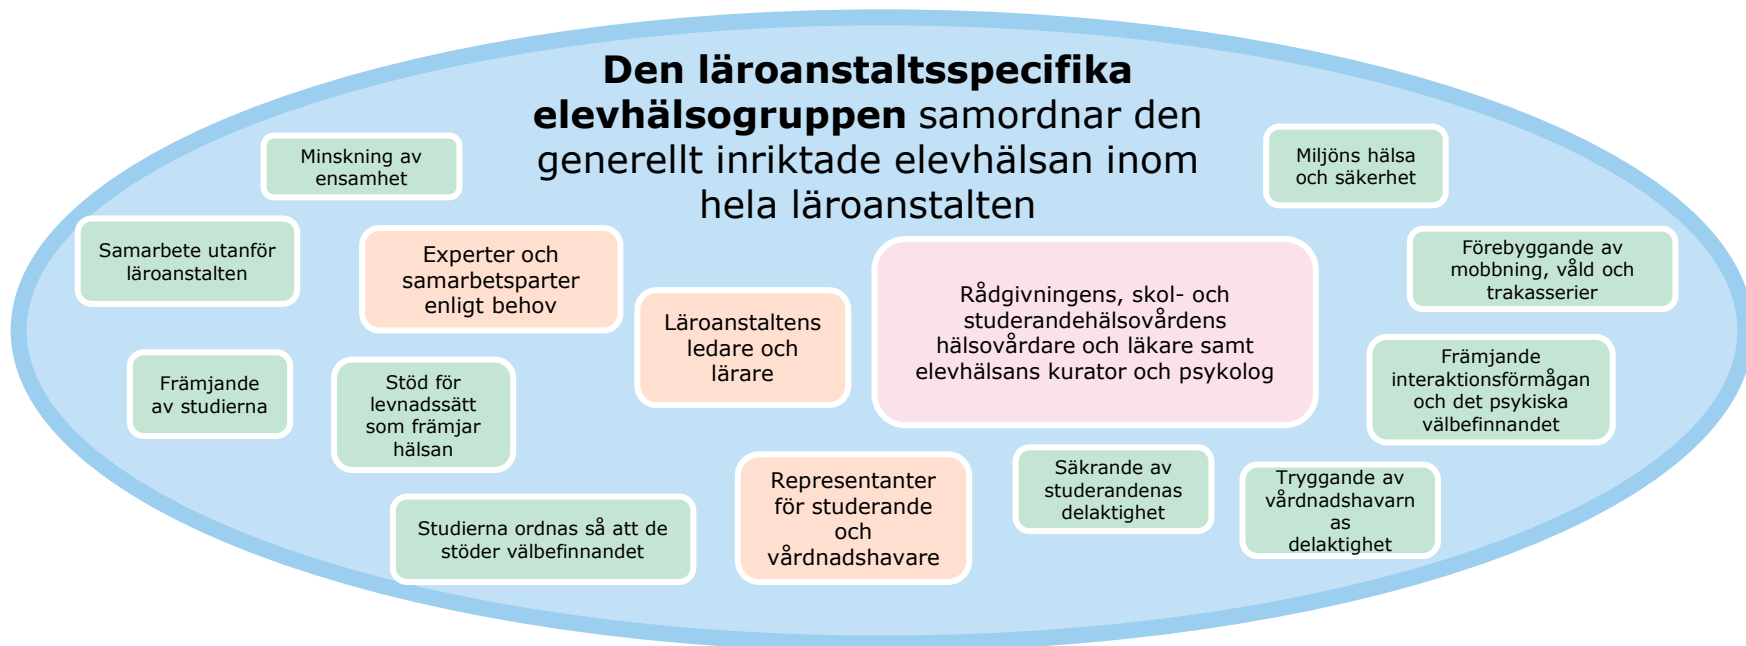 Den läroanstaltsspecifika
elevhälsogruppen samordnar den
generellt inriktade elevhälsan inom
hela läroanstalten
Minskning av
ensamhet
Miljöns hälsa
och säkerhet
Samarbete utanför
läroanstalten
Experter och
samarbetsparter
enligt behov
Läroanstaltens
ledare och
lärare
Rådgivningens, skol- och
studerandehälsovårdens
hälsovårdare och läkare samt
elevhälsans kurator och psykolog
Förebyggande av
mobbning, våld och
trakasserier
Främjande
av studierna
Stöd för
levnadssätt
som främjar
hälsan
Främjande
interaktionsförmågan
och det psykiska
välbefinnandet
Studierna ordnas så att de
stöder välbefinnandet
Representanter
för studerande
och
vårdnadshavare
Säkrande av
studerandenas
delaktighet
Tryggande av
vårdnadshavarn
as
delaktighet